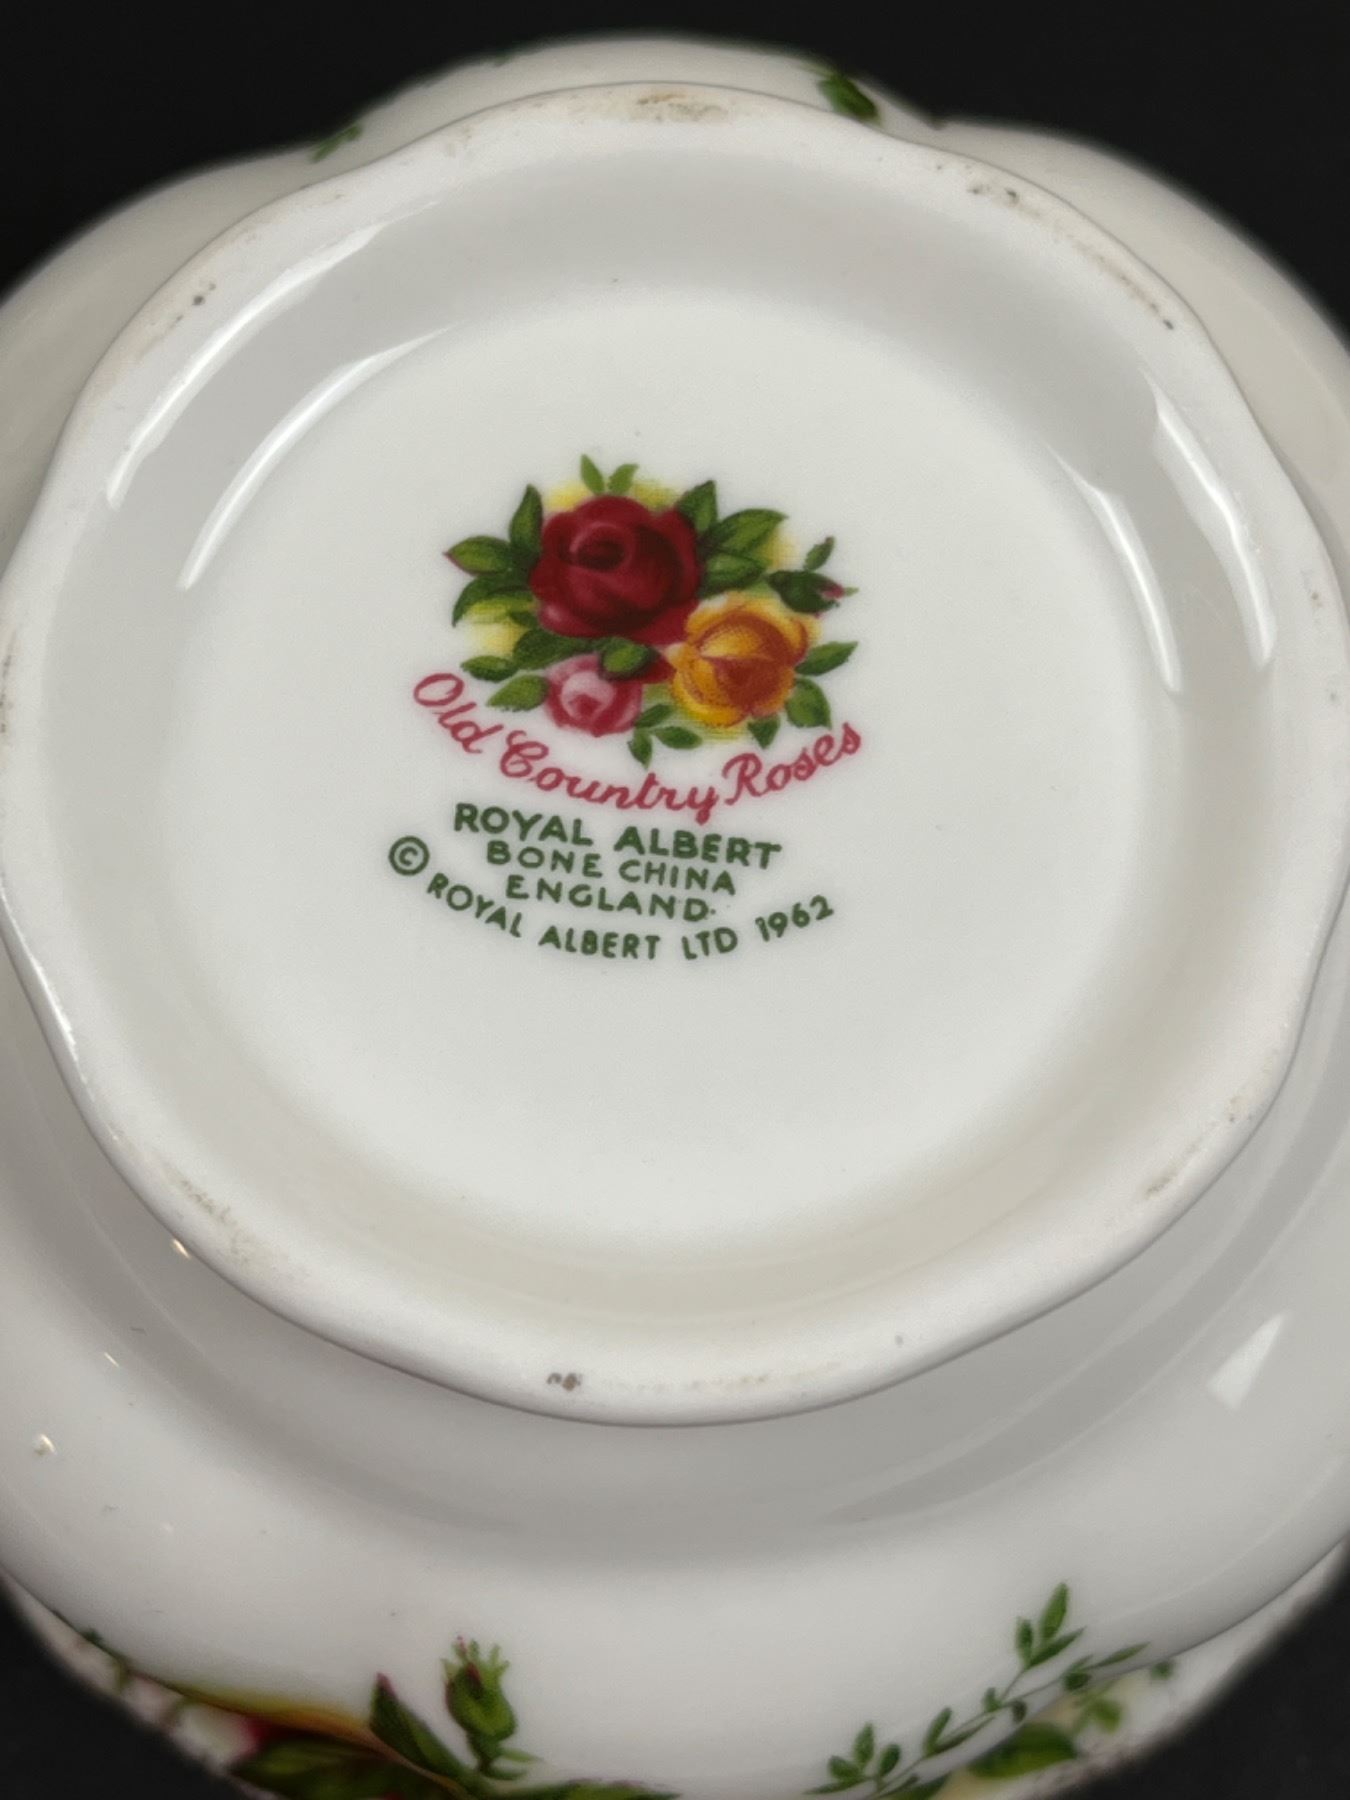 Old Country Roses
ROYAL ALBERT
BONE CHINA
ENGLAND
© ROYAL ALBERT LTD 1962